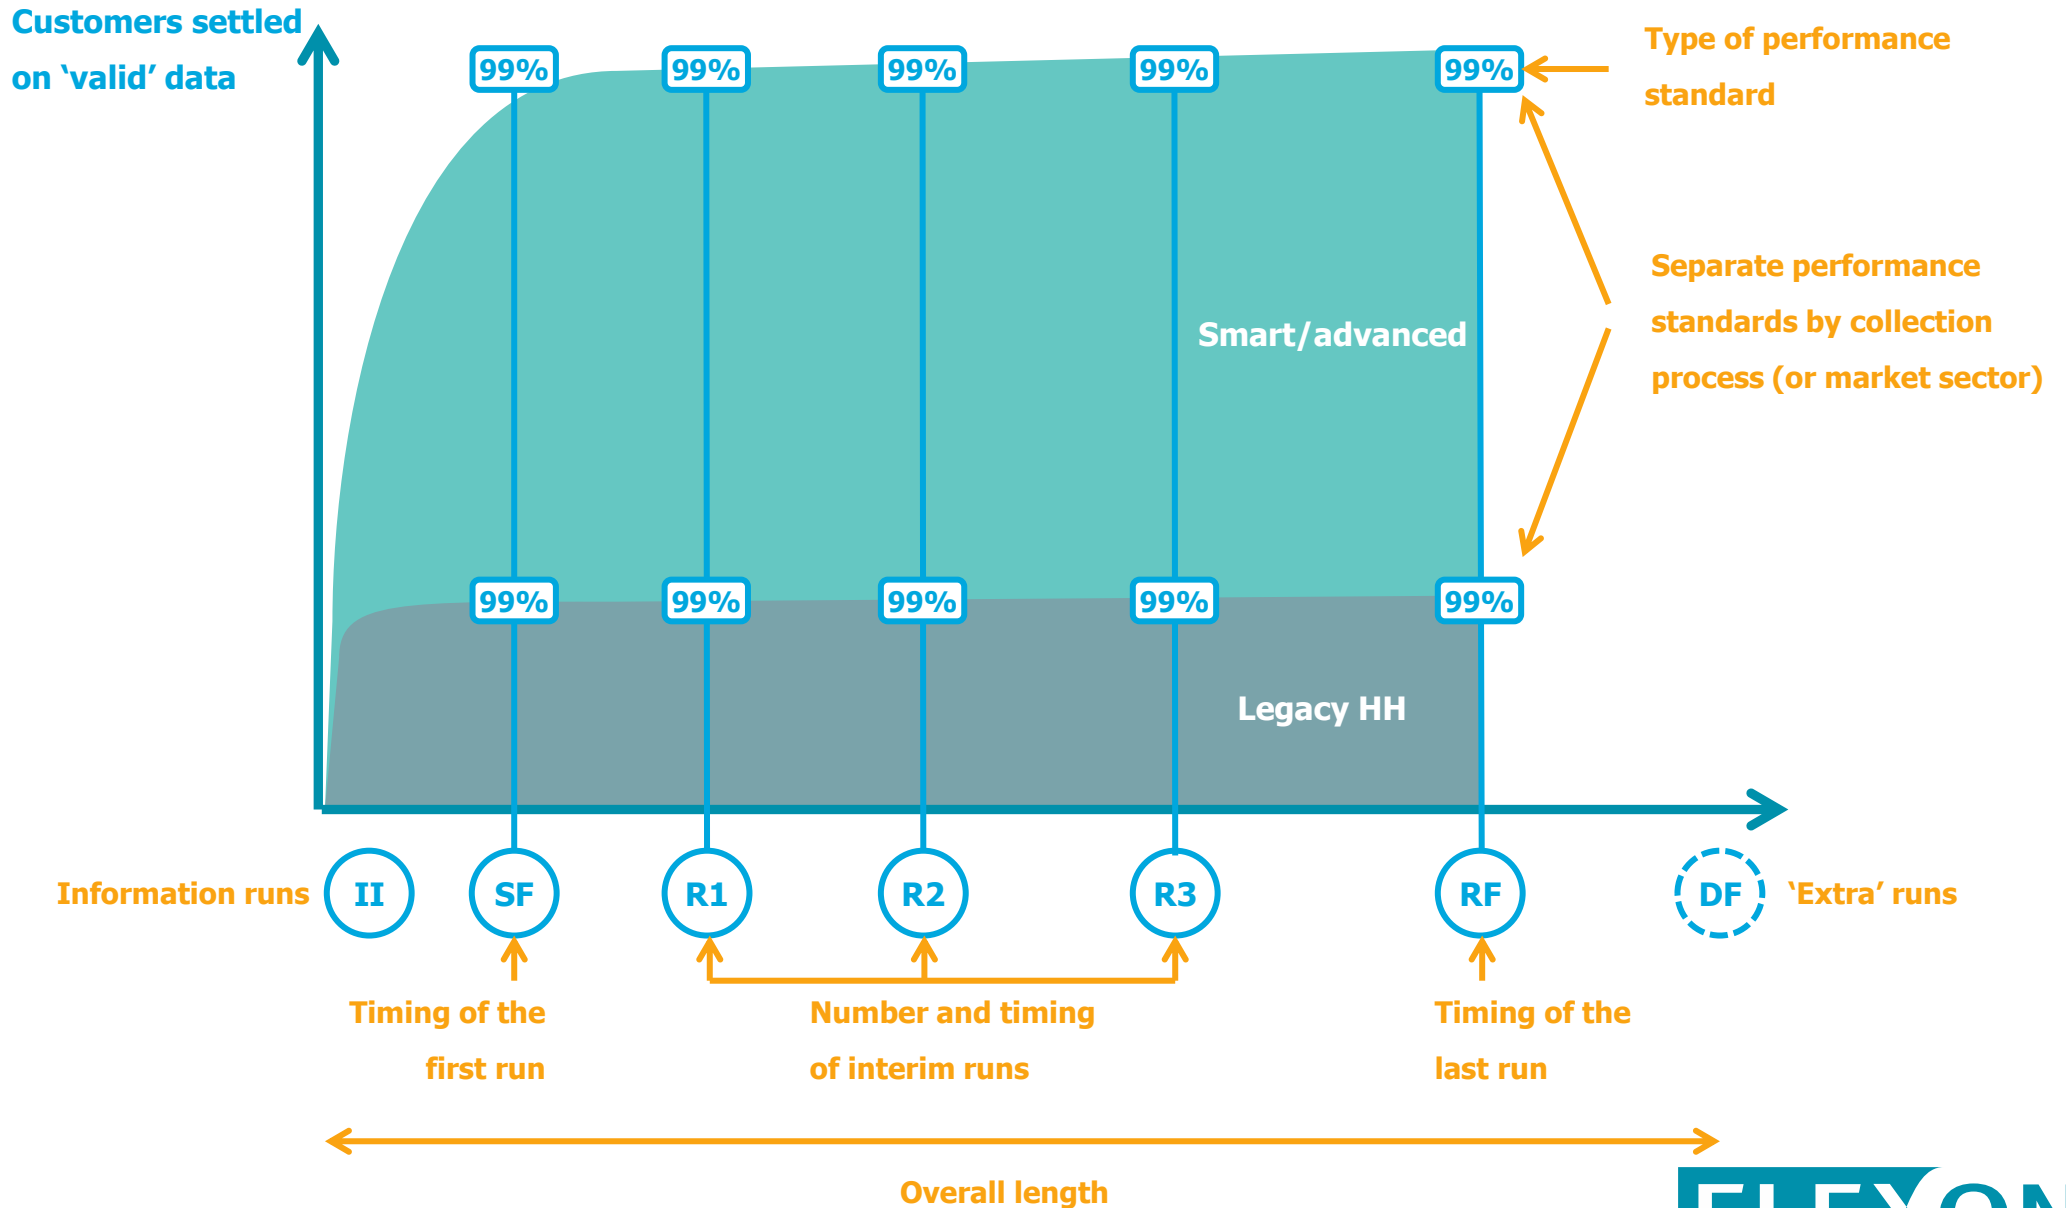 Customers settled
on ‘valid’ data
99% 99% 99% 99% 99%
Type of performance
standard
Separate performance
standards by collection
process (or market sector)
Smart/advanced
99% 99% 99% 99% 99%
Legacy HH
Information runs II SF R1 R2 R3 RF DF ‘Extra’ runs
Timing of the
first run
Number and timing
of interim runs
Timing of the
last run
Overall length
ELEXON